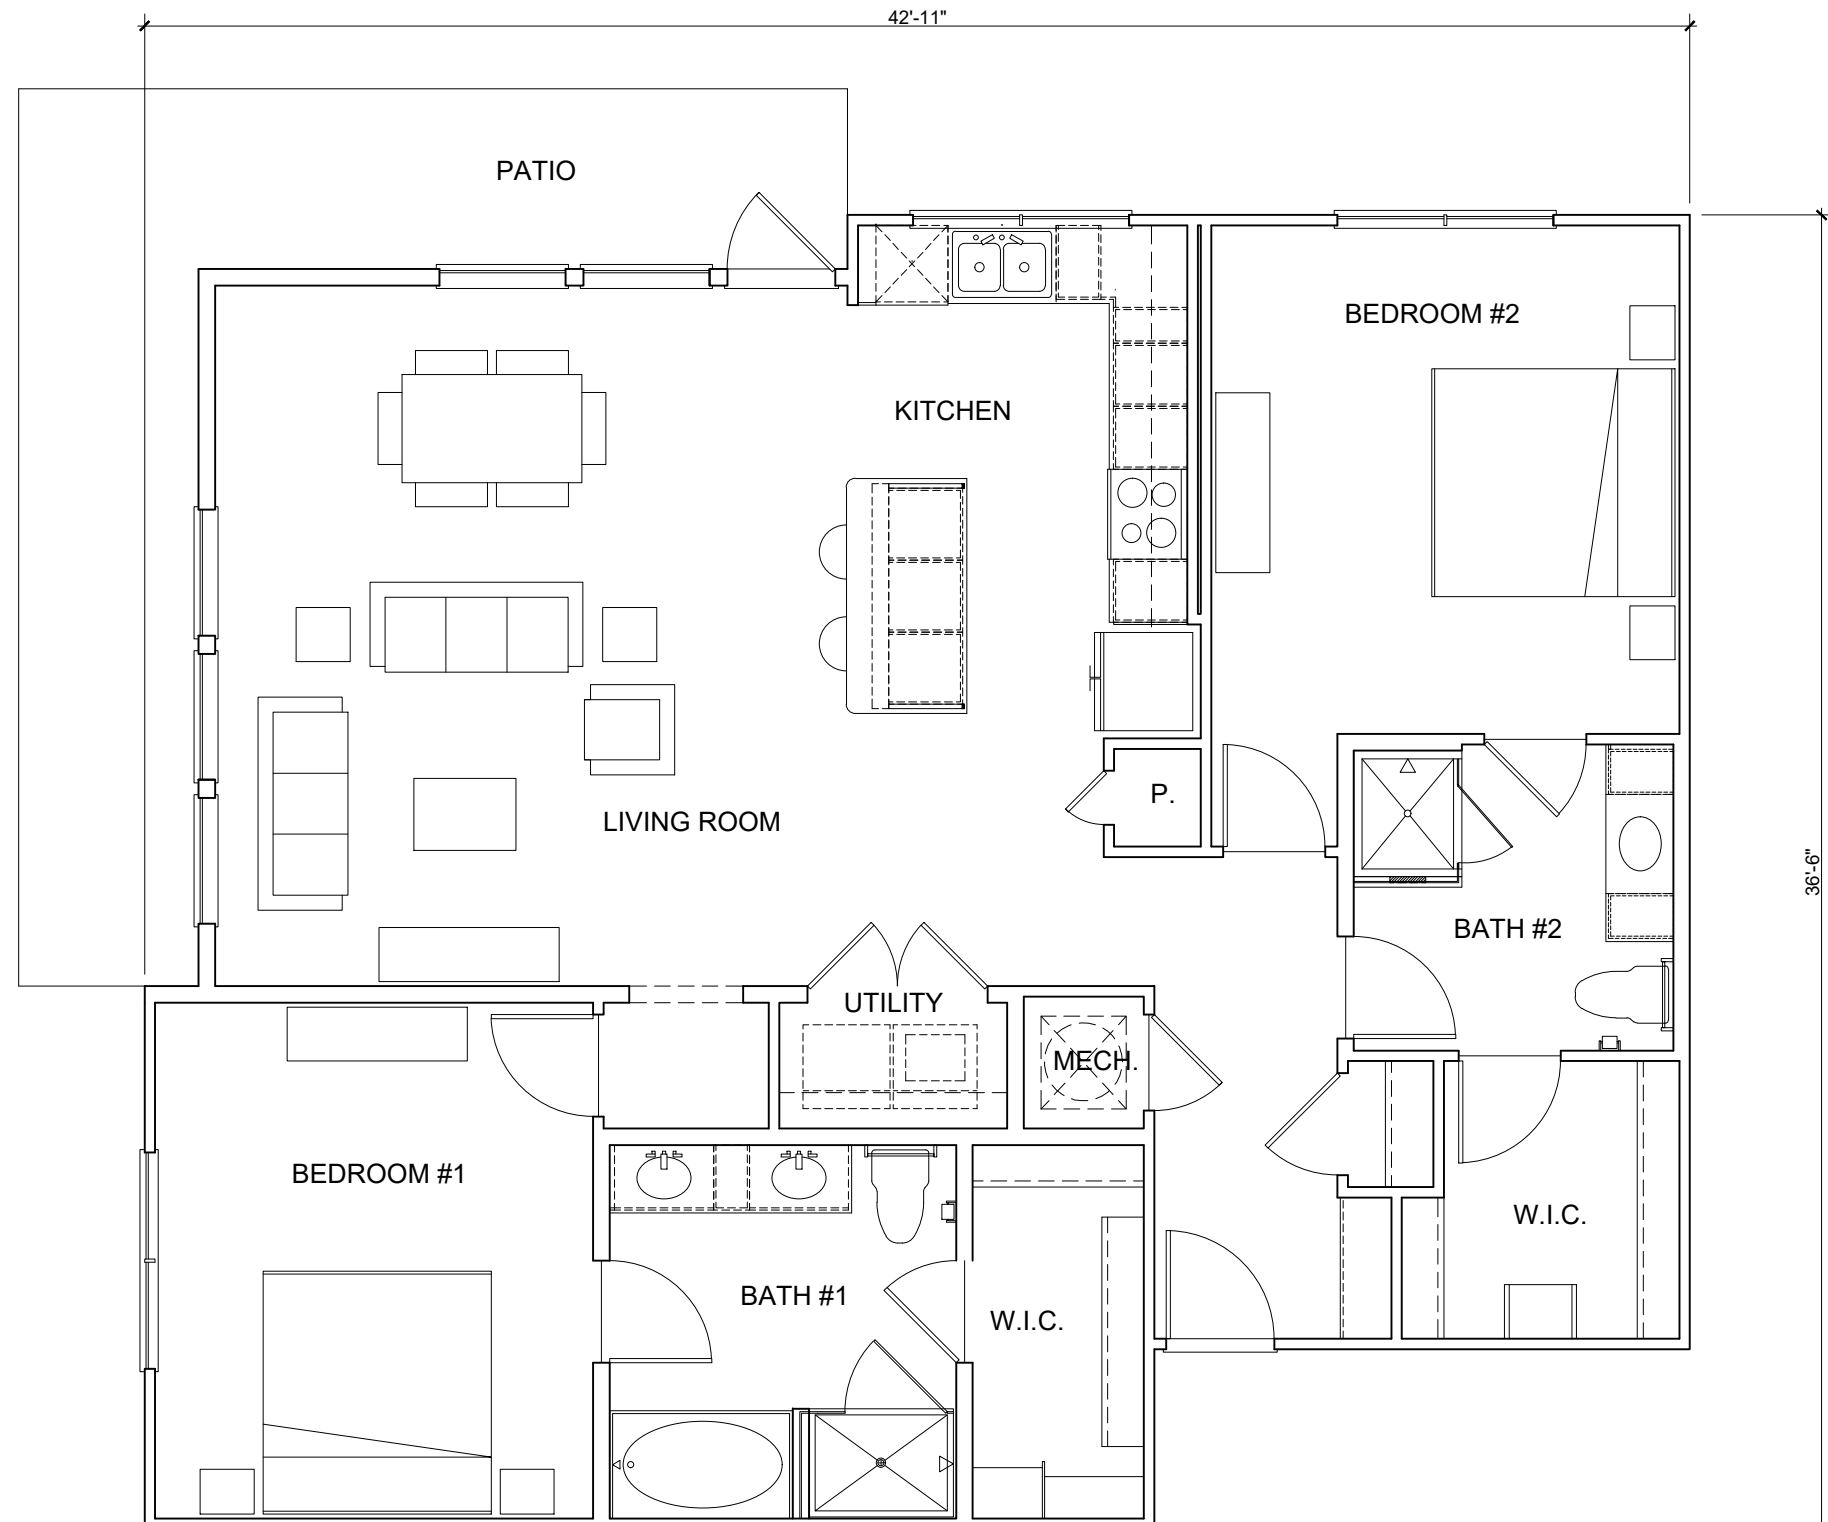 42'-11"
PATIO
BEDROOM #2
KITCHEN
P.
LIVING ROOM
36'-6"
BATH #2
UTILITY
MECH.
BEDROOM #1
W.I.C.
BATH #1
W.I.C.